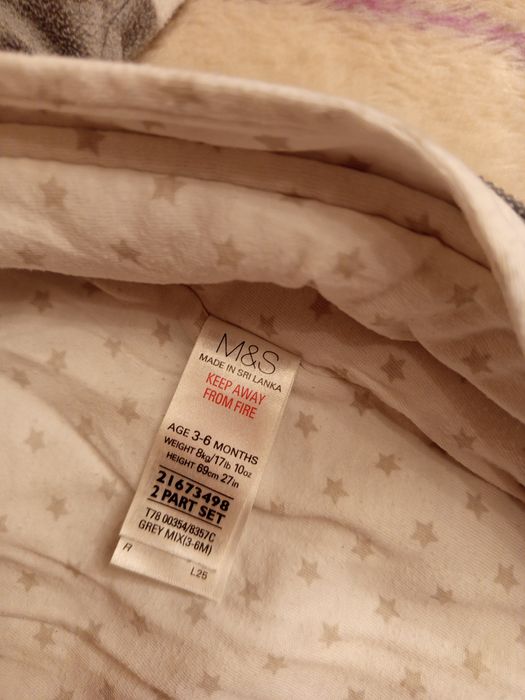 M&S
MADE IN SRI LANKA
KEEP AWAY
FROM FIRE
AGE 3-6 MONTHS
WEIGHT 8kg/17lb 10oz
HEIGHT 69cm 27in
21673498
2 PART SET
T78 00354/8357C
GREY MIX(3-6M)
R L25